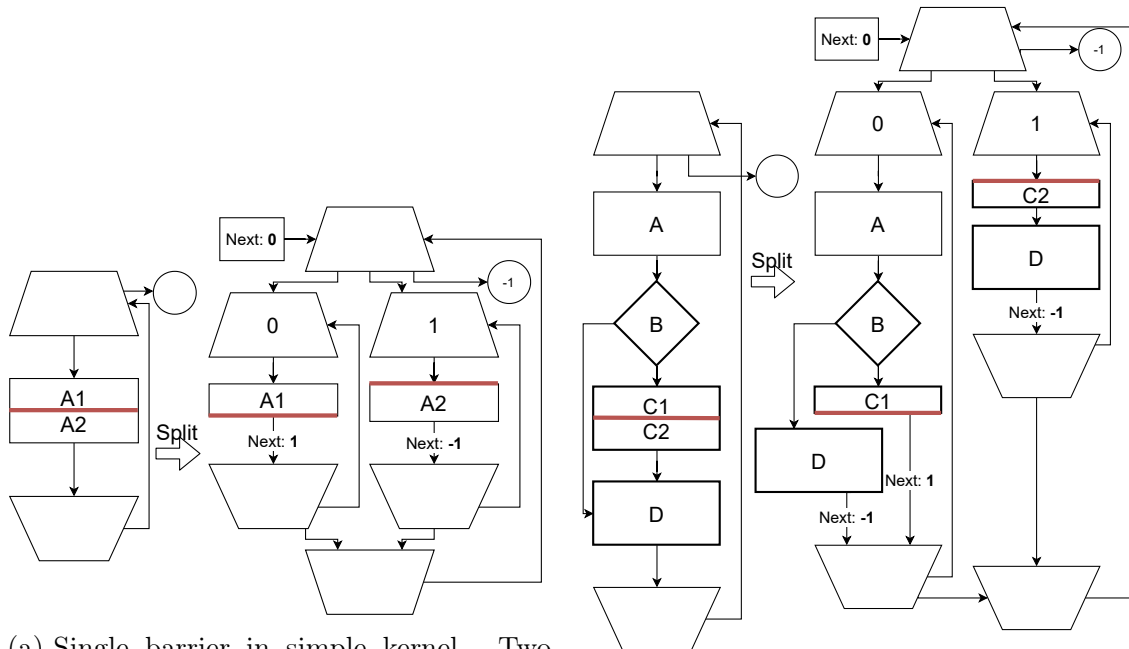 Next: 0
-1
0
1
C2
A
A
D
Split
Next: 0
Next: -1
B
B
-1
0
1
C1
C1
C2
A1
A1
A2
A2
Split
Next: 1
Next: -1
D
D
Next: 1
Next: -1
(a) Single barrier in simple kernel. Two